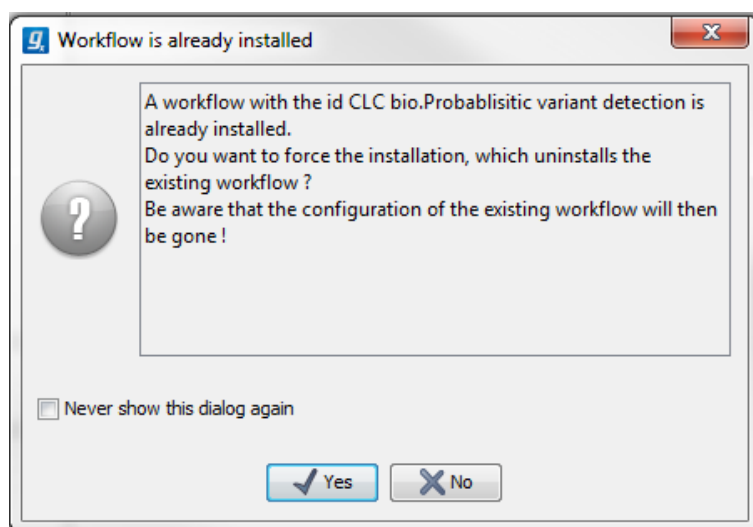 Workflow is already installed
A workflow with the id CLC bio.Probablisitic variant detection is
already installed.
Do you want to force the installation, which uninstalls the
existing workflow ?
Be aware that the configuration of the existing workflow will then
be gone !
Never show this dialog again
Yes No